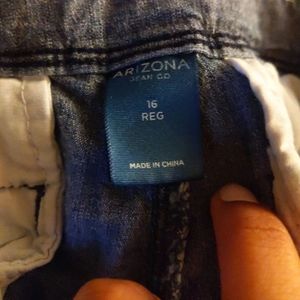 ARIZONA
JEAN CO
16
REG
MADE IN CHINA